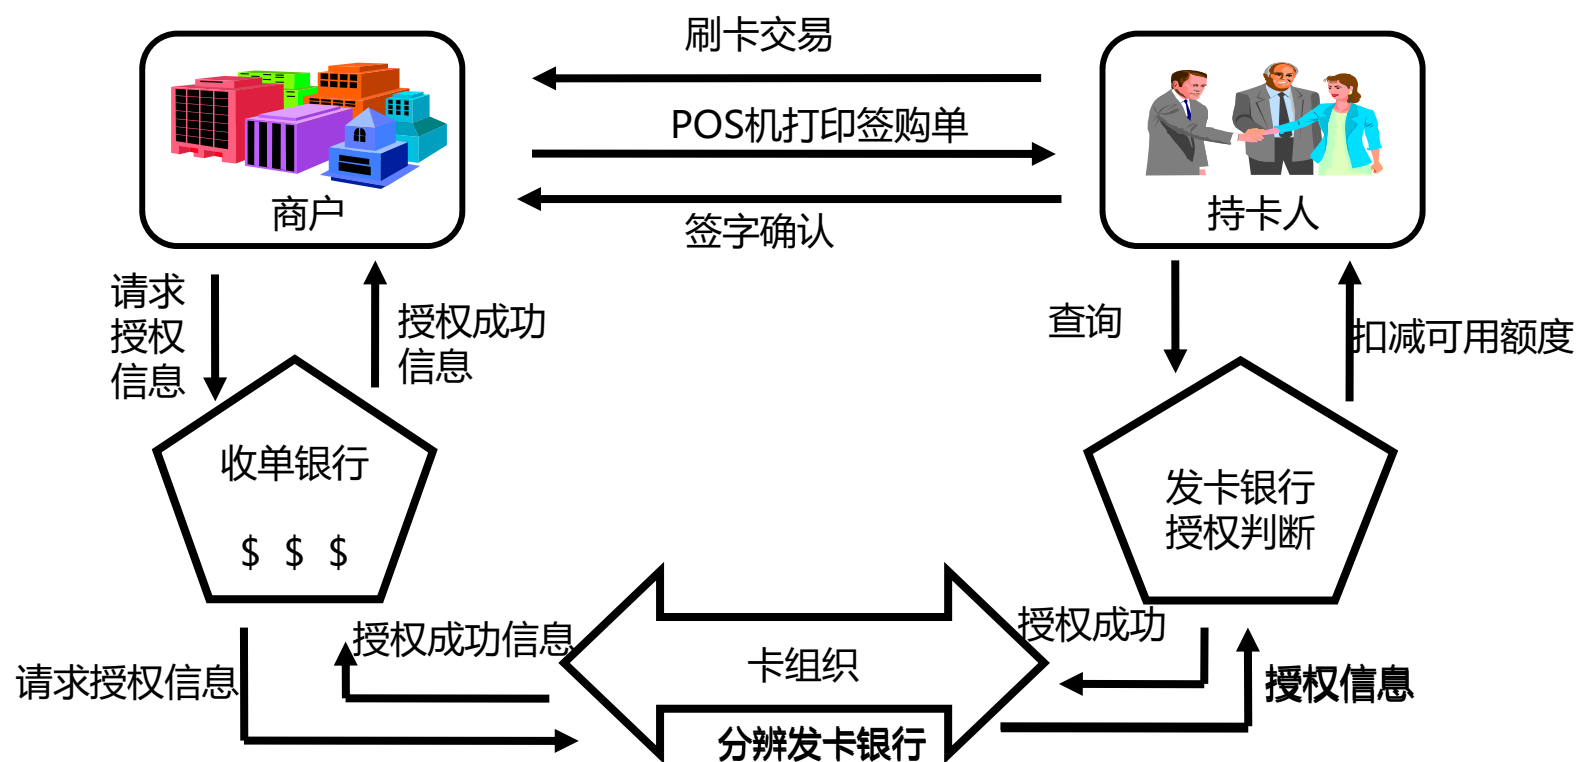 刷卡交易
POS机打印签购单
签字确认
商户
持卡人
请求
授权
信息
授权成功
信息
查询
扣减可用额度
收单银行
$ $ $
发卡银行
授权判断
请求授权信息
授权成功信息
卡组织
分辨发卡银行
授权成功
授权信息